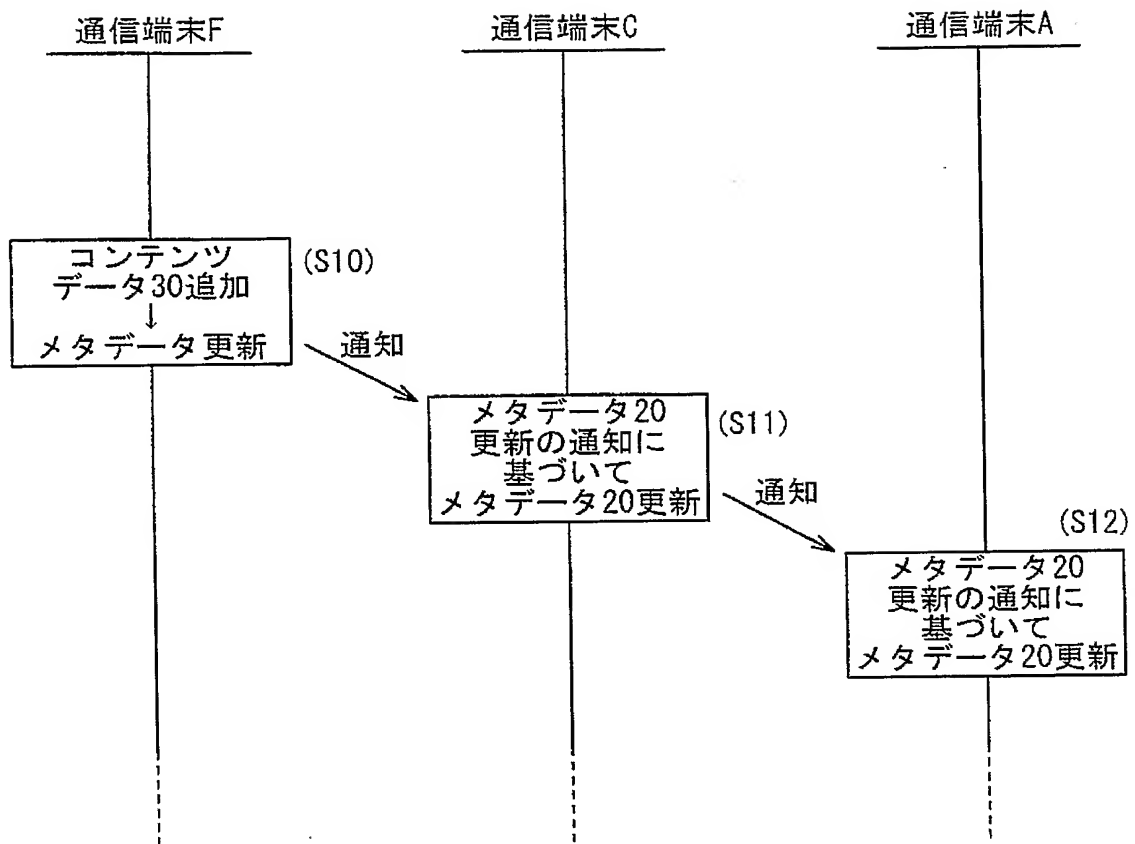 通信端末F
通信端末C
通信端末A
コンテンツ
データ30追加
↓
メタデータ更新
(S10)
通知
メタデータ20
更新の通知に
基づいて
メタデータ20更新
(S11)
通知
(S12)
メタデータ20
更新の通知に
基づいて
メタデータ20更新